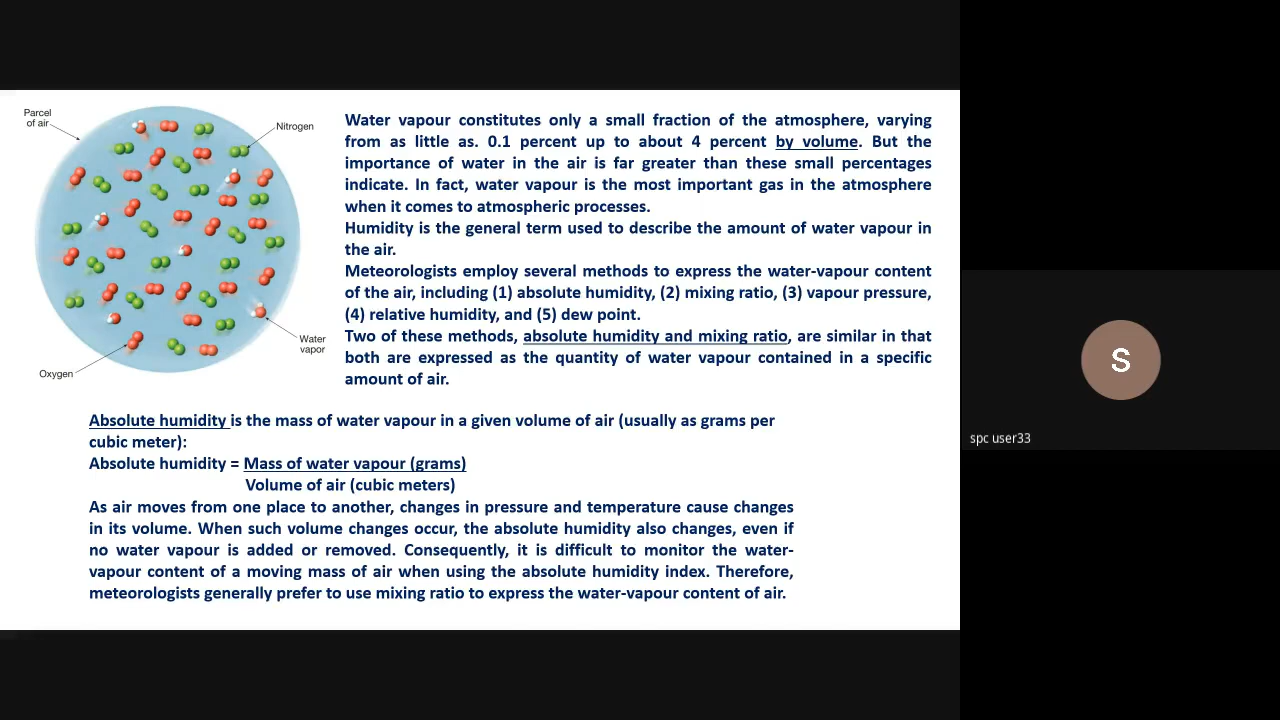 Parcel
of air
Nitrogen
Water
vapor
Oxygen
Water vapour constitutes only a small fraction of the atmosphere, varying
from as little as. 0.1 percent up to about 4 percent by volume. But the
importance of water in the air is far greater than these small percentages
indicate. In fact, water vapour is the most important gas in the atmosphere
when it comes to atmospheric processes.
Humidity is the general term used to describe the amount of water vapour in
the air.
Meteorologists employ several methods to express the water-vapour content
of the air, including (1) absolute humidity, (2) mixing ratio, (3) vapour pressure,
(4) relative humidity, and (5) dew point.
Two of these methods, absolute humidity and mixing ratio, are similar in that
both are expressed as the quantity of water vapour contained in a specific
amount of air.
Absolute humidity is the mass of water vapour in a given volume of air (usually as grams per
cubic meter):
Absolute humidity = Mass of water vapour (grams)
Volume of air (cubic meters)
As air moves from one place to another, changes in pressure and temperature cause changes
in its volume. When such volume changes occur, the absolute humidity also changes, even if
no water vapour is added or removed. Consequently, it is difficult to monitor the water-
vapour content of a moving mass of air when using the absolute humidity index. Therefore,
meteorologists generally prefer to use mixing ratio to express the water-vapour content of air.
S
spc user33